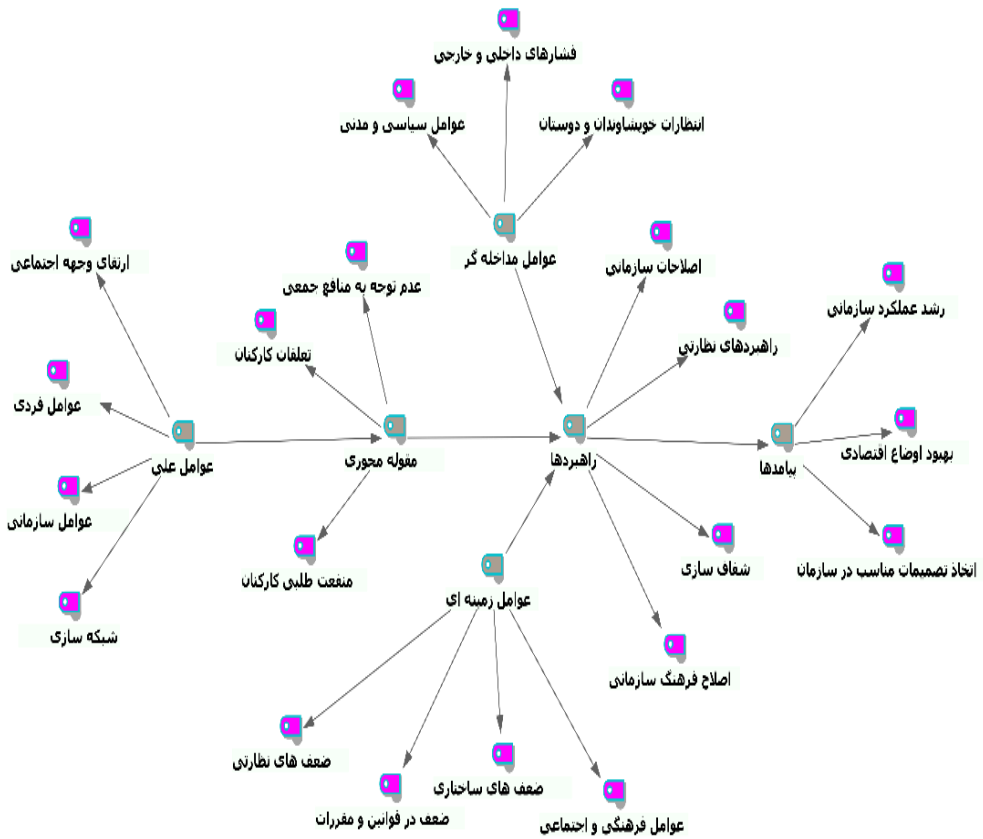 فشارهای داخلی و خارجی
عوامل سیاسی و مدنی
انتظارات خویشاوندان و دوستان
عوامل مداخله گر
ارتقای وجهه اجتماعی
عدم توجه به منافع جمعی
اصلاحات سازمانی
رشد عملکرد سازمانی
تعلقات کارکنان
راهبردهای نظارتی
عوامل فردی
عوامل علی
مقوله محوری
راهبردها
پیامدها
بهبود اوضاع اقتصادی
عوامل سازمانی
منفعت طلبی کارکنان
شفاف سازی
اتخاذ تصمیمات مناسب در سازمان
عوامل زمینه ای
شبکه سازی
اصلاح فرهنگ سازمانی
ضعف های نظارتی
ضعف های ساختاری
ضعف در قوانین و مقررات
عوامل فرهنگی و اجتماعی